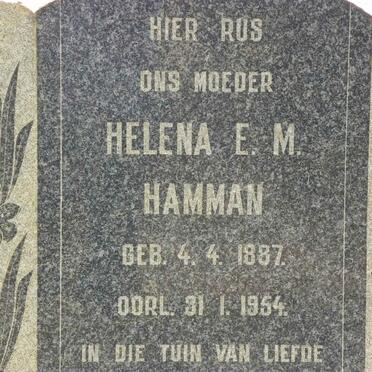 HIER RUS
ONS MOEDER
HELENA E. M.
HAMMAN
GEB. 4. 4. 1887.
OORL. 31 1. 1954.
IN DIE TUIN VAN LIEFDE